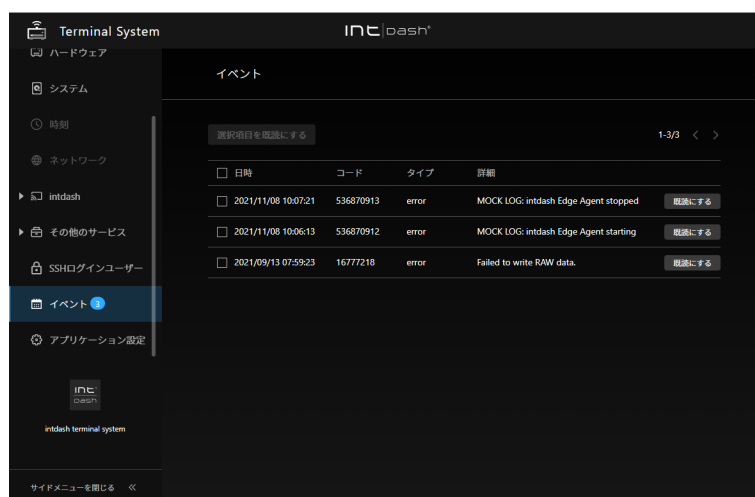 Terminal System
intdash
ハードウェア
システム
時刻
ネットワーク
intdash
その他のサービス
SSHログインユーザー
イベント 3
アプリケーション設定
intdash
intdash terminal system
サイドメニューを閉じる
イベント
選択項目を既読にする
1-3/3
日時 コード タイプ 詳細
2021/11/08 10:07:21 536870913 error MOCK LOG: intdash Edge Agent stopped 既読にする
2021/11/08 10:06:13 536870912 error MOCK LOG: intdash Edge Agent starting 既読にする
2021/09/13 07:59:23 16777218 error Failed to write RAW data. 既読にする